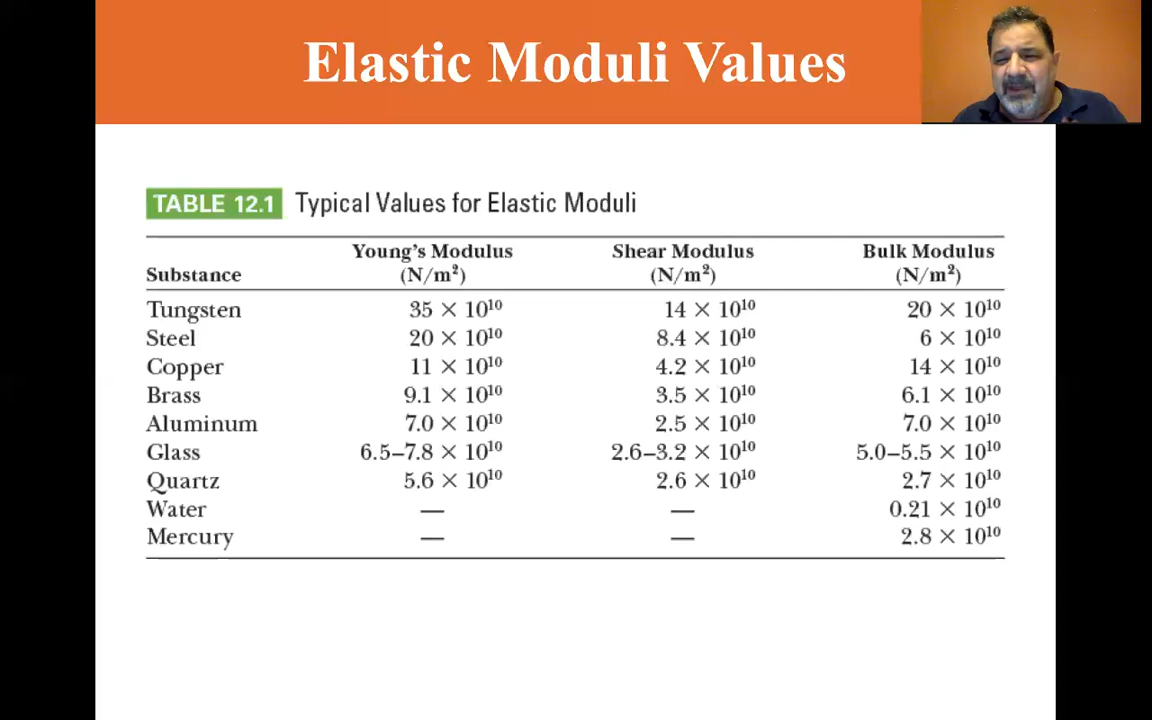 Elastic Moduli Values
TABLE 12.1 Typical Values for Elastic Moduli
Young's Modulus Shear Modulus Bulk Modulus
Substance (N/m²) (N/m²) (N/m²)
Tungsten 35 × 10¹⁰ 14 × 10¹⁰ 20 × 10¹⁰
Steel 20 × 10¹⁰ 8.4 × 10¹⁰ 6 × 10¹⁰
Copper 11 × 10¹⁰ 4.2 × 10¹⁰ 14 × 10¹⁰
Brass 9.1 × 10¹⁰ 3.5 × 10¹⁰ 6.1 × 10¹⁰
Aluminum 7.0 × 10¹⁰ 2.5 × 10¹⁰ 7.0 × 10¹⁰
Glass 6.5–7.8 × 10¹⁰ 2.6–3.2 × 10¹⁰ 5.0–5.5 × 10¹⁰
Quartz 5.6 × 10¹⁰ 2.6 × 10¹⁰ 2.7 × 10¹⁰
Water — — 0.21 × 10¹⁰
Mercury — — 2.8 × 10¹⁰